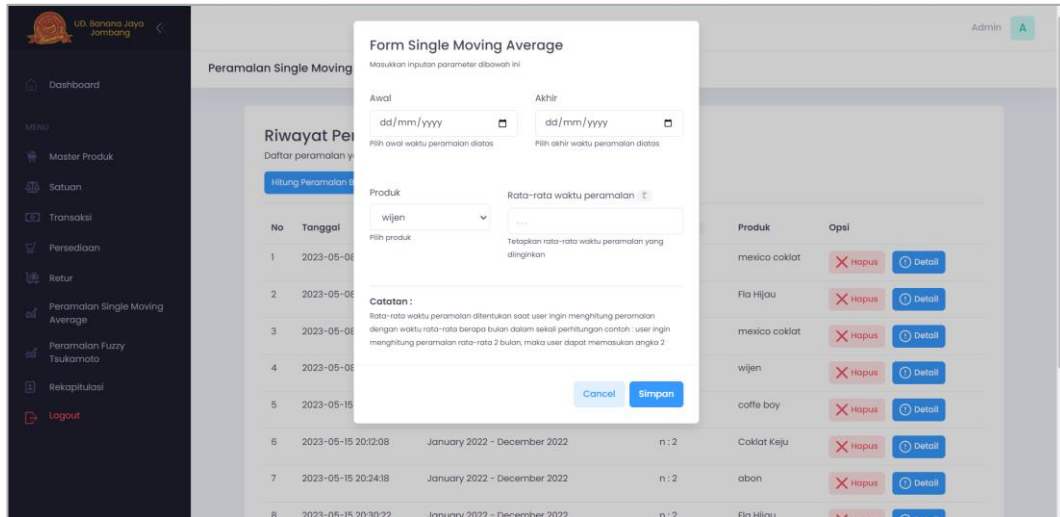 UD. Banana Jaya
Jombang
Admin A
Peramalan Single Moving
Dashboard
MENU
Master Produk
Satuan
Transaksi
Persediaan
Retur
Peramalan Single Moving
Average
Peramalan Fuzzy
Tsukamoto
Rekapitulasi
Logout
Form Single Moving Average
Masukkan inputan parameter dibawah ini
Awal
Akhir
dd/mm/yyyy
dd/mm/yyyy
Pilih awal waktu peramalan diatas
Pilih akhir waktu peramalan diatas
Produk
Rata-rata waktu peramalan τ
wijen
...
Pilih produk
Tetapkan rata-rata waktu peramalan yang
diinginkan
Catatan :
Rata-rata waktu peramalan ditentukan saat user ingin menghitung peramalan
dengan waktu rata-rata berapa bulan dalam sekali perhitungan contoh : user ingin
menghitung peramalan rata-rata 2 bulan, maka user dapat memasukan angka 2
Cancel Simpan
Riwayat Per
Daftar peramalan y
Hitung Peramalan B
No Tanggal Produk Opsi
1 2023-05-08 mexico coklat Hapus Detail
2 2023-05-08 Fla Hijau Hapus Detail
3 2023-05-08 mexico coklat Hapus Detail
4 2023-05-08 wijen Hapus Detail
5 2023-05-15 coffe boy Hapus Detail
6 2023-05-15 20:12:08 January 2022 - December 2022 n : 2 Coklat Keju Hapus Detail
7 2023-05-15 20:24:18 January 2022 - December 2022 n : 2 abon Hapus Detail
8 2023-05-15 20:30:22 January 2022 - December 2022 n : 2 Fla Hijau Hapus Detail